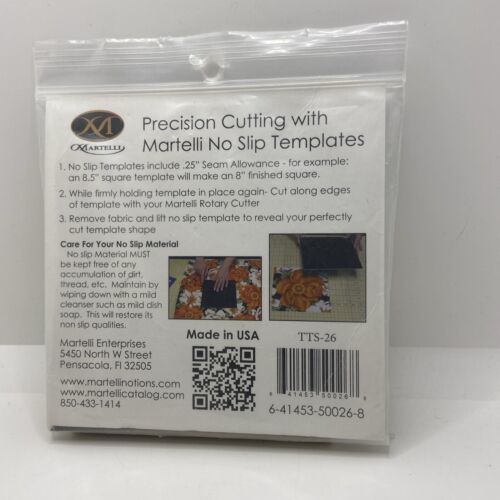 MARTELLI
Precision Cutting with
Martelli No Slip Templates
1. No Slip Templates include .25" Seam Allowance - for example:
an 8.5" square template will make an 8" finished square.
2. While firmly holding template in place again- Cut along edges
of template with your Martelli Rotary Cutter
3. Remove fabric and lift no slip template to reveal your perfectly
cut template shape
Care For Your No Slip Material
No slip Material MUST
be kept free of any
accumulation of dirt,
thread, etc. Maintain by
wiping down with a mild
cleanser such as mild dish
soap. This will restore its
non slip qualities.
Martelli Enterprises
5450 North W Street
Pensacola, Fl 32505
www.martellinotions.com
www.martellicatalog.com
850-433-1414
Made in USA
TTS-26
6 41453 50026 8
6-41453-50026-8